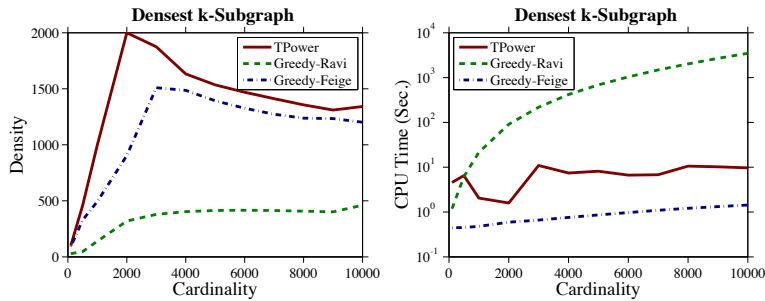 Densest k-Subgraph
2000
1500
1000
500
0
Density
0
2000
4000
6000
8000
10000
Cardinality
TPower
Greedy-Ravi
Greedy-Feige
Densest k-Subgraph
10^4
10^3
10^2
10^1
10^0
10^-1
CPU Time (Sec.)
0
2000
4000
6000
8000
10000
Cardinality
TPower
Greedy-Ravi
Greedy-Feige